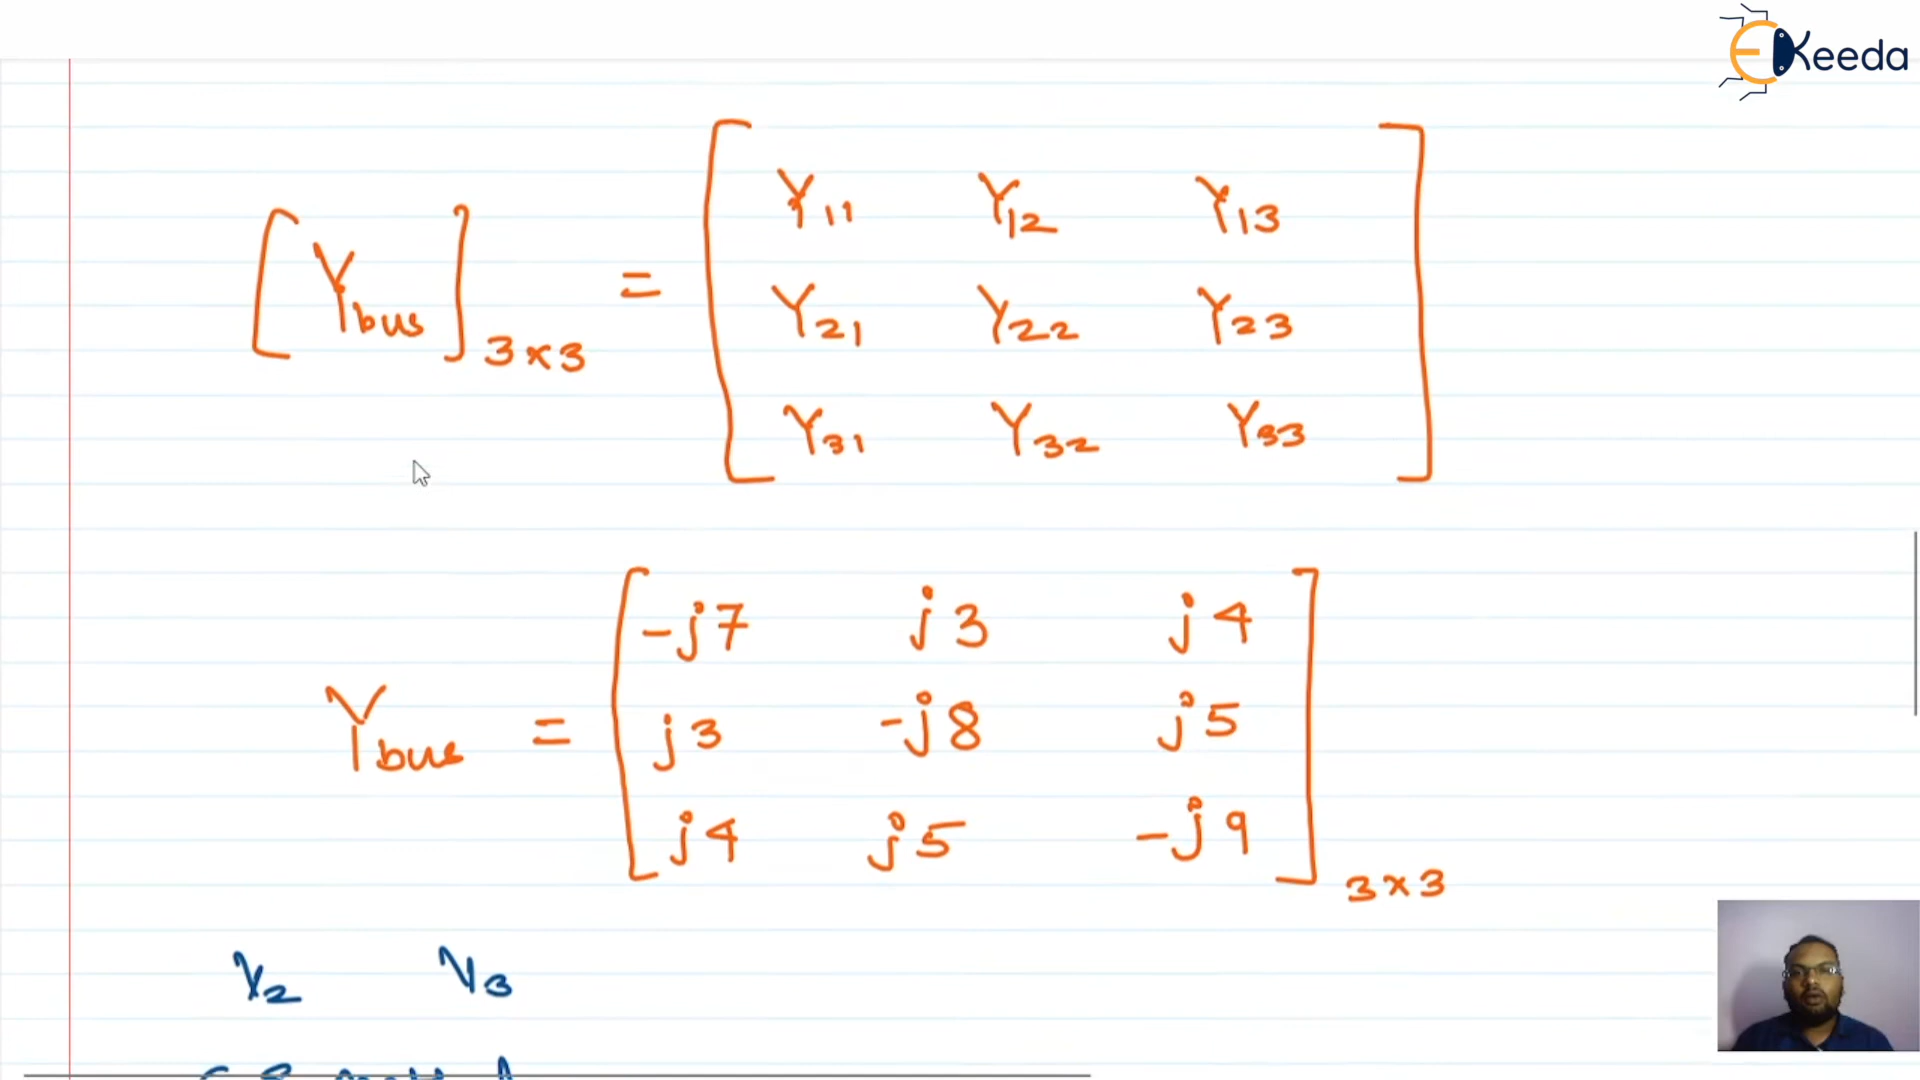 EKeeda
[Ybus]3×3 = [Y11 Y12 Y13
Y21 Y22 Y23
Y31 Y32 Y33]
Ybus = [-j7 j3 j4
j3 -j8 j5
j4 j5 -j9]3×3
V2 V3